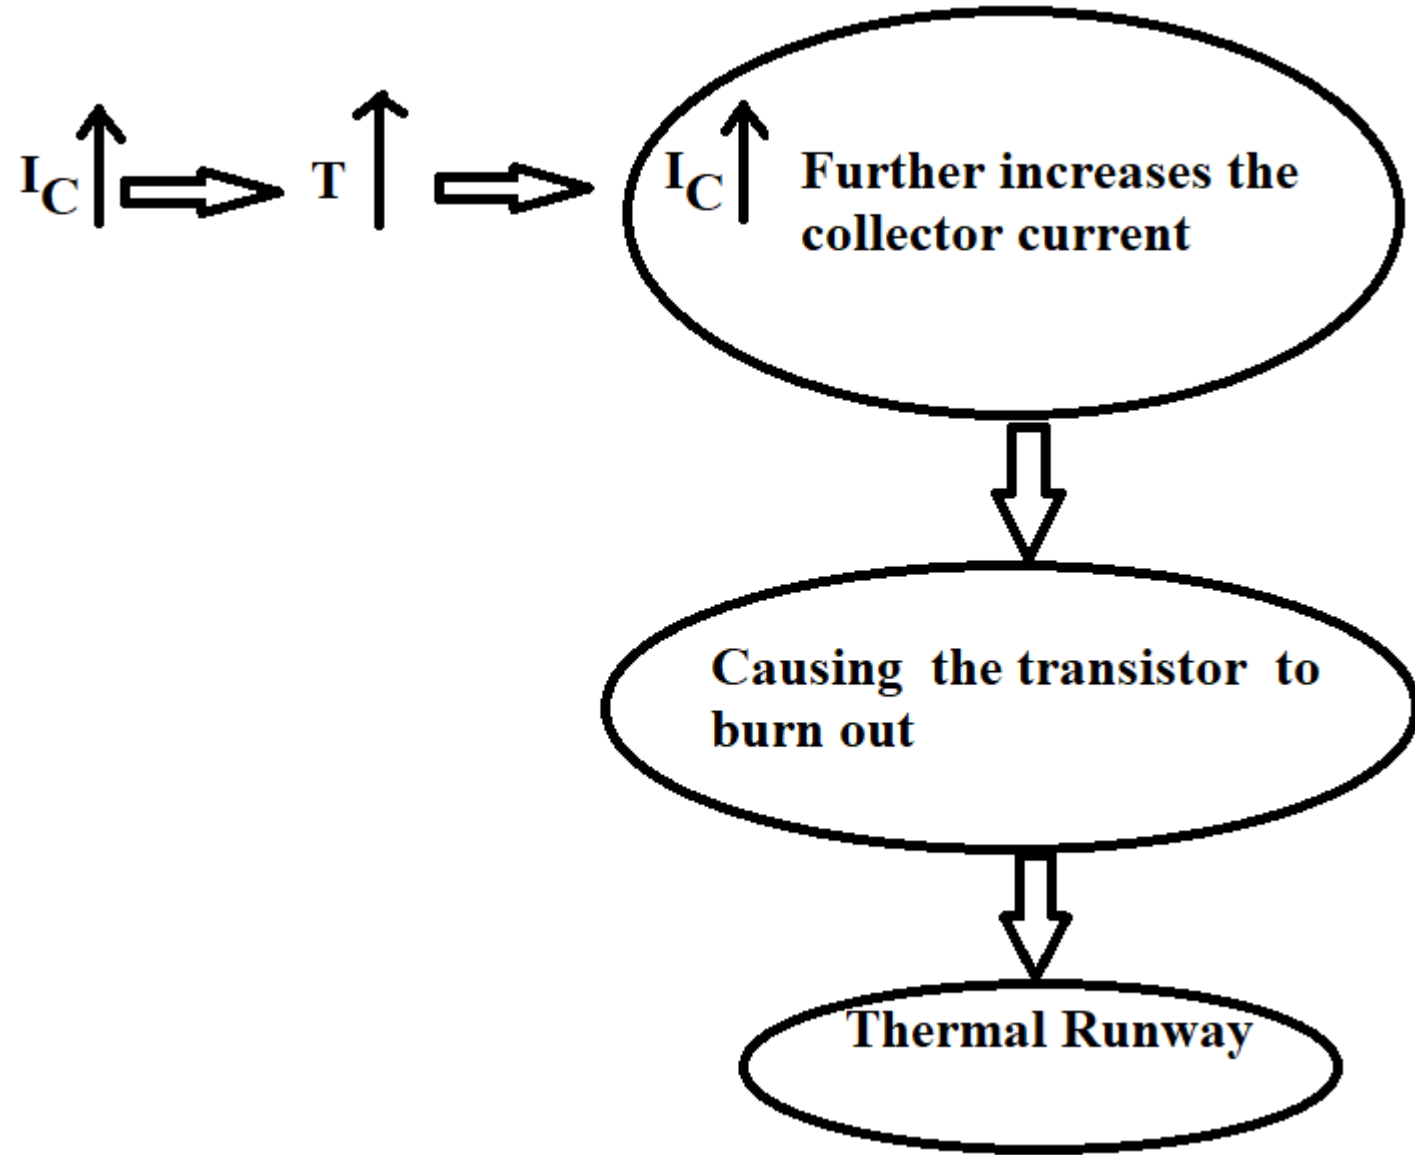 IC
T
IC
Further increases the
collector current
Causing the transistor to
burn out
Thermal Runway